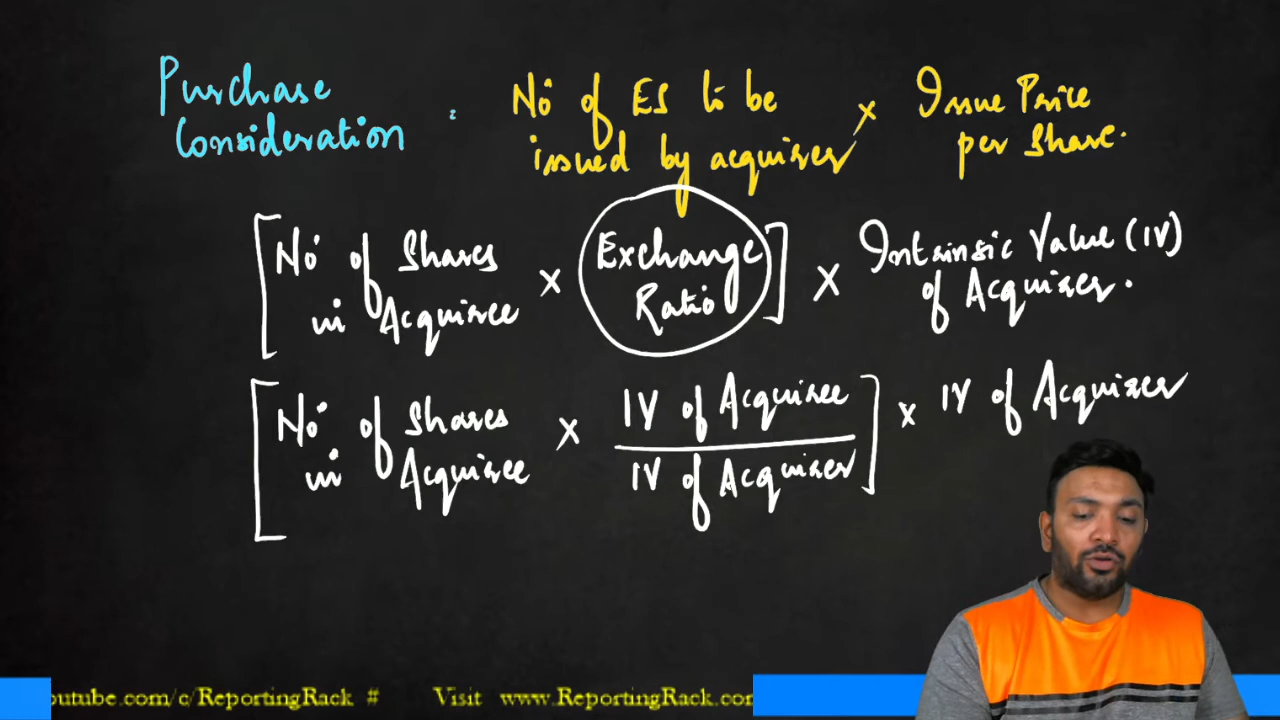 Purchase Consideration : No of ES to be issued by acquirer × Issue Price per share.
[No of Shares in Acquiree × Exchange Ratio] × Intrinsic Value (IV) of Acquirer.
[No of Shares in Acquiree × IV of Acquiree / IV of Acquirer] × IV of Acquirer
outube.com/c/ReportingRack # Visit www.ReportingRack.com